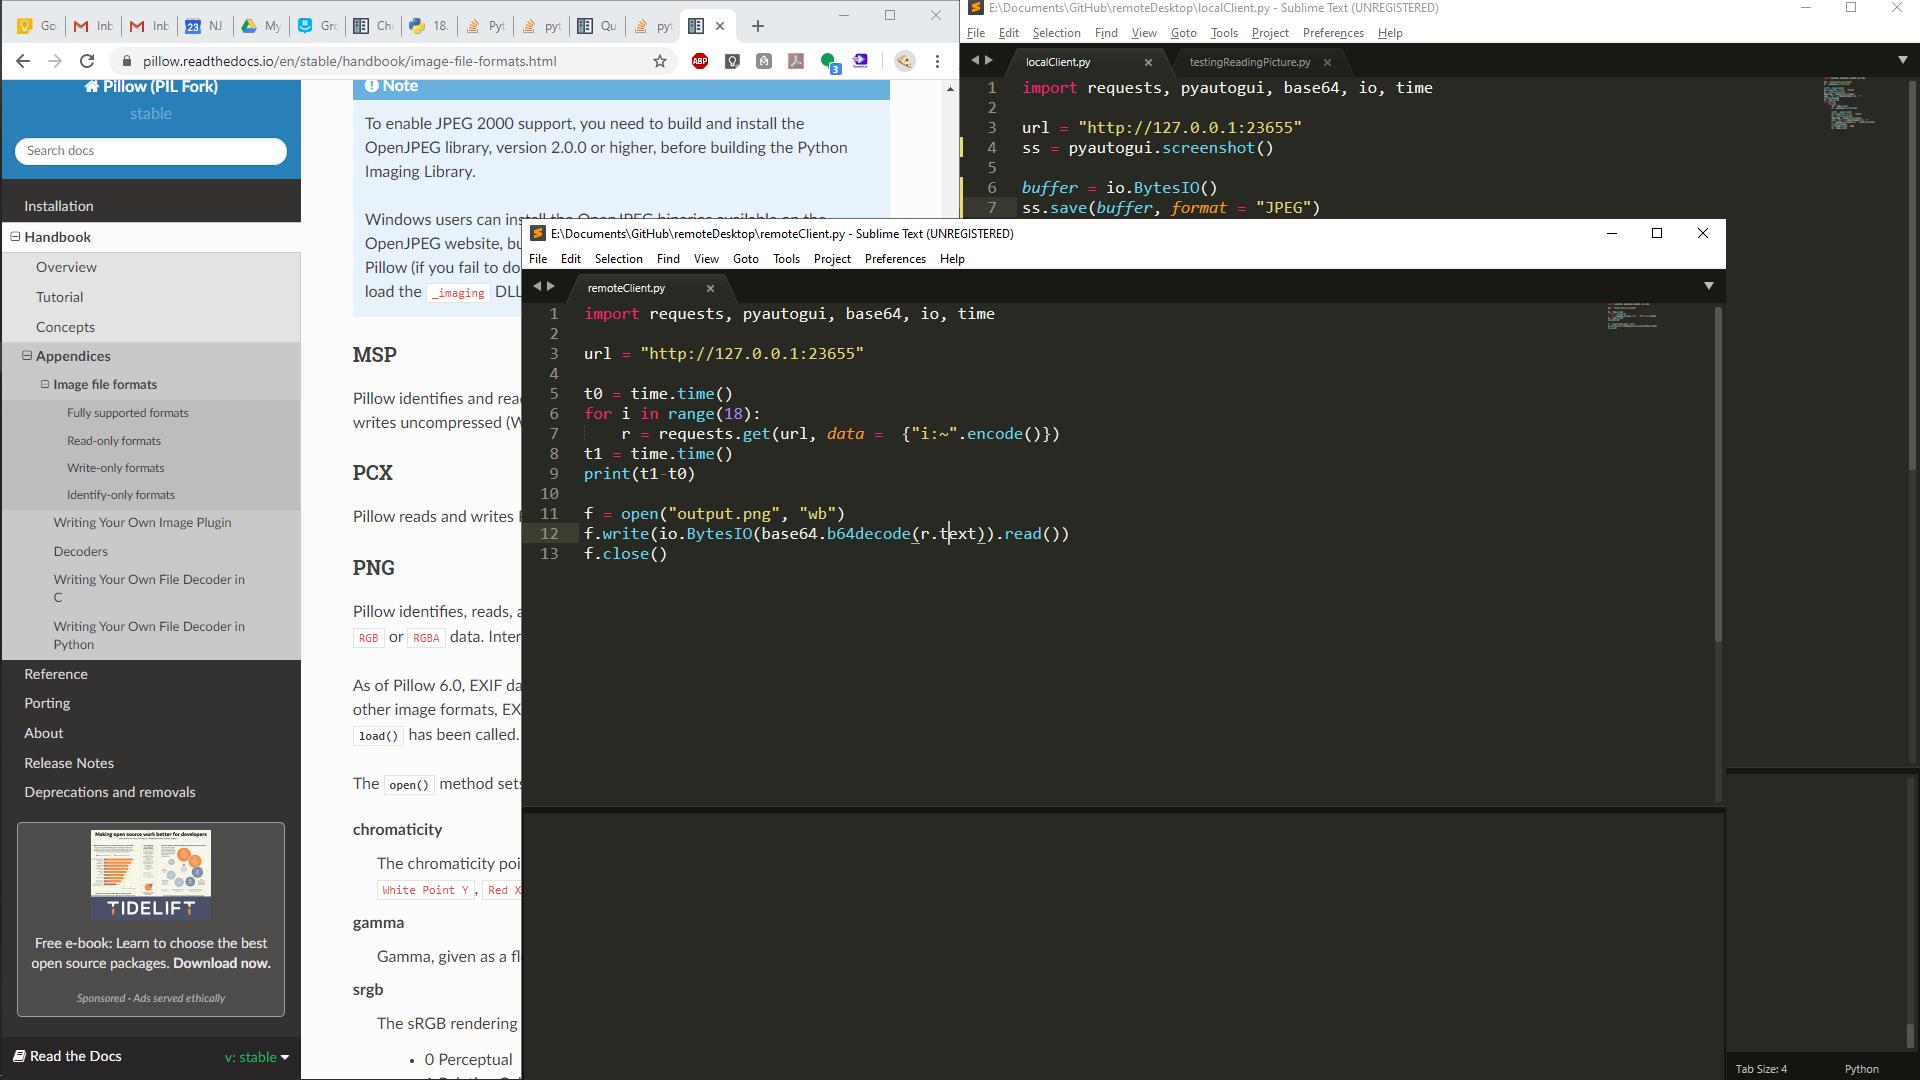 Go
Inb
Inb
23 NJ
My
Gro
Ch
18.
Pyt
pyt
Qu
pyt
pillow.readthedocs.io/en/stable/handbook/image-file-formats.html
ABP
3
Pillow (PIL Fork)
stable
Search docs
Installation
Handbook
Overview
Tutorial
Concepts
Appendices
Image file formats
Fully supported formats
Read-only formats
Write-only formats
Identify-only formats
Writing Your Own Image Plugin
Decoders
Writing Your Own File Decoder in
C
Writing Your Own File Decoder in
Python
Reference
Porting
About
Release Notes
Deprecations and removals
Making open source work better for developers
TIDELIFT
Free e-book: Learn to choose the best
open source packages. Download now.
Sponsored · Ads served ethically
Read the Docs
v: stable
Note
To enable JPEG 2000 support, you need to build and install the
OpenJPEG library, version 2.0.0 or higher, before building the Python
Imaging Library.
Windows users can install the OpenJPEG binaries available on the
OpenJPEG website, bu
Pillow (if you fail to do
load the _imaging DLL
MSP
Pillow identifies and rea
writes uncompressed (W
PCX
Pillow reads and writes
PNG
Pillow identifies, reads, a
RGB or RGBA data. Inter
As of Pillow 6.0, EXIF da
other image formats, EX
load() has been called.
The open() method sets
chromaticity
The chromaticity poi
White Point Y, Red X
gamma
Gamma, given as a fl
srgb
The sRGB rendering
• 0 Perceptual
E:\Documents\GitHub\remoteDesktop\localClient.py - Sublime Text (UNREGISTERED)
File Edit Selection Find View Goto Tools Project Preferences Help
localClient.py testingReadingPicture.py
1 import requests, pyautogui, base64, io, time
2
3 url = "http://127.0.0.1:23655"
4 ss = pyautogui.screenshot()
5
6 buffer = io.BytesIO()
7 ss.save(buffer, format = "JPEG")
E:\Documents\GitHub\remoteDesktop\remoteClient.py - Sublime Text (UNREGISTERED)
File Edit Selection Find View Goto Tools Project Preferences Help
remoteClient.py
1 import requests, pyautogui, base64, io, time
2
3 url = "http://127.0.0.1:23655"
4
5 t0 = time.time()
6 for i in range(18):
7 r = requests.get(url, data =  {"i:~".encode()})
8 t1 = time.time()
9 print(t1-t0)
10
11 f = open("output.png", "wb")
12 f.write(io.BytesIO(base64.b64decode(r.text)).read())
13 f.close()
Tab Size: 4 Python